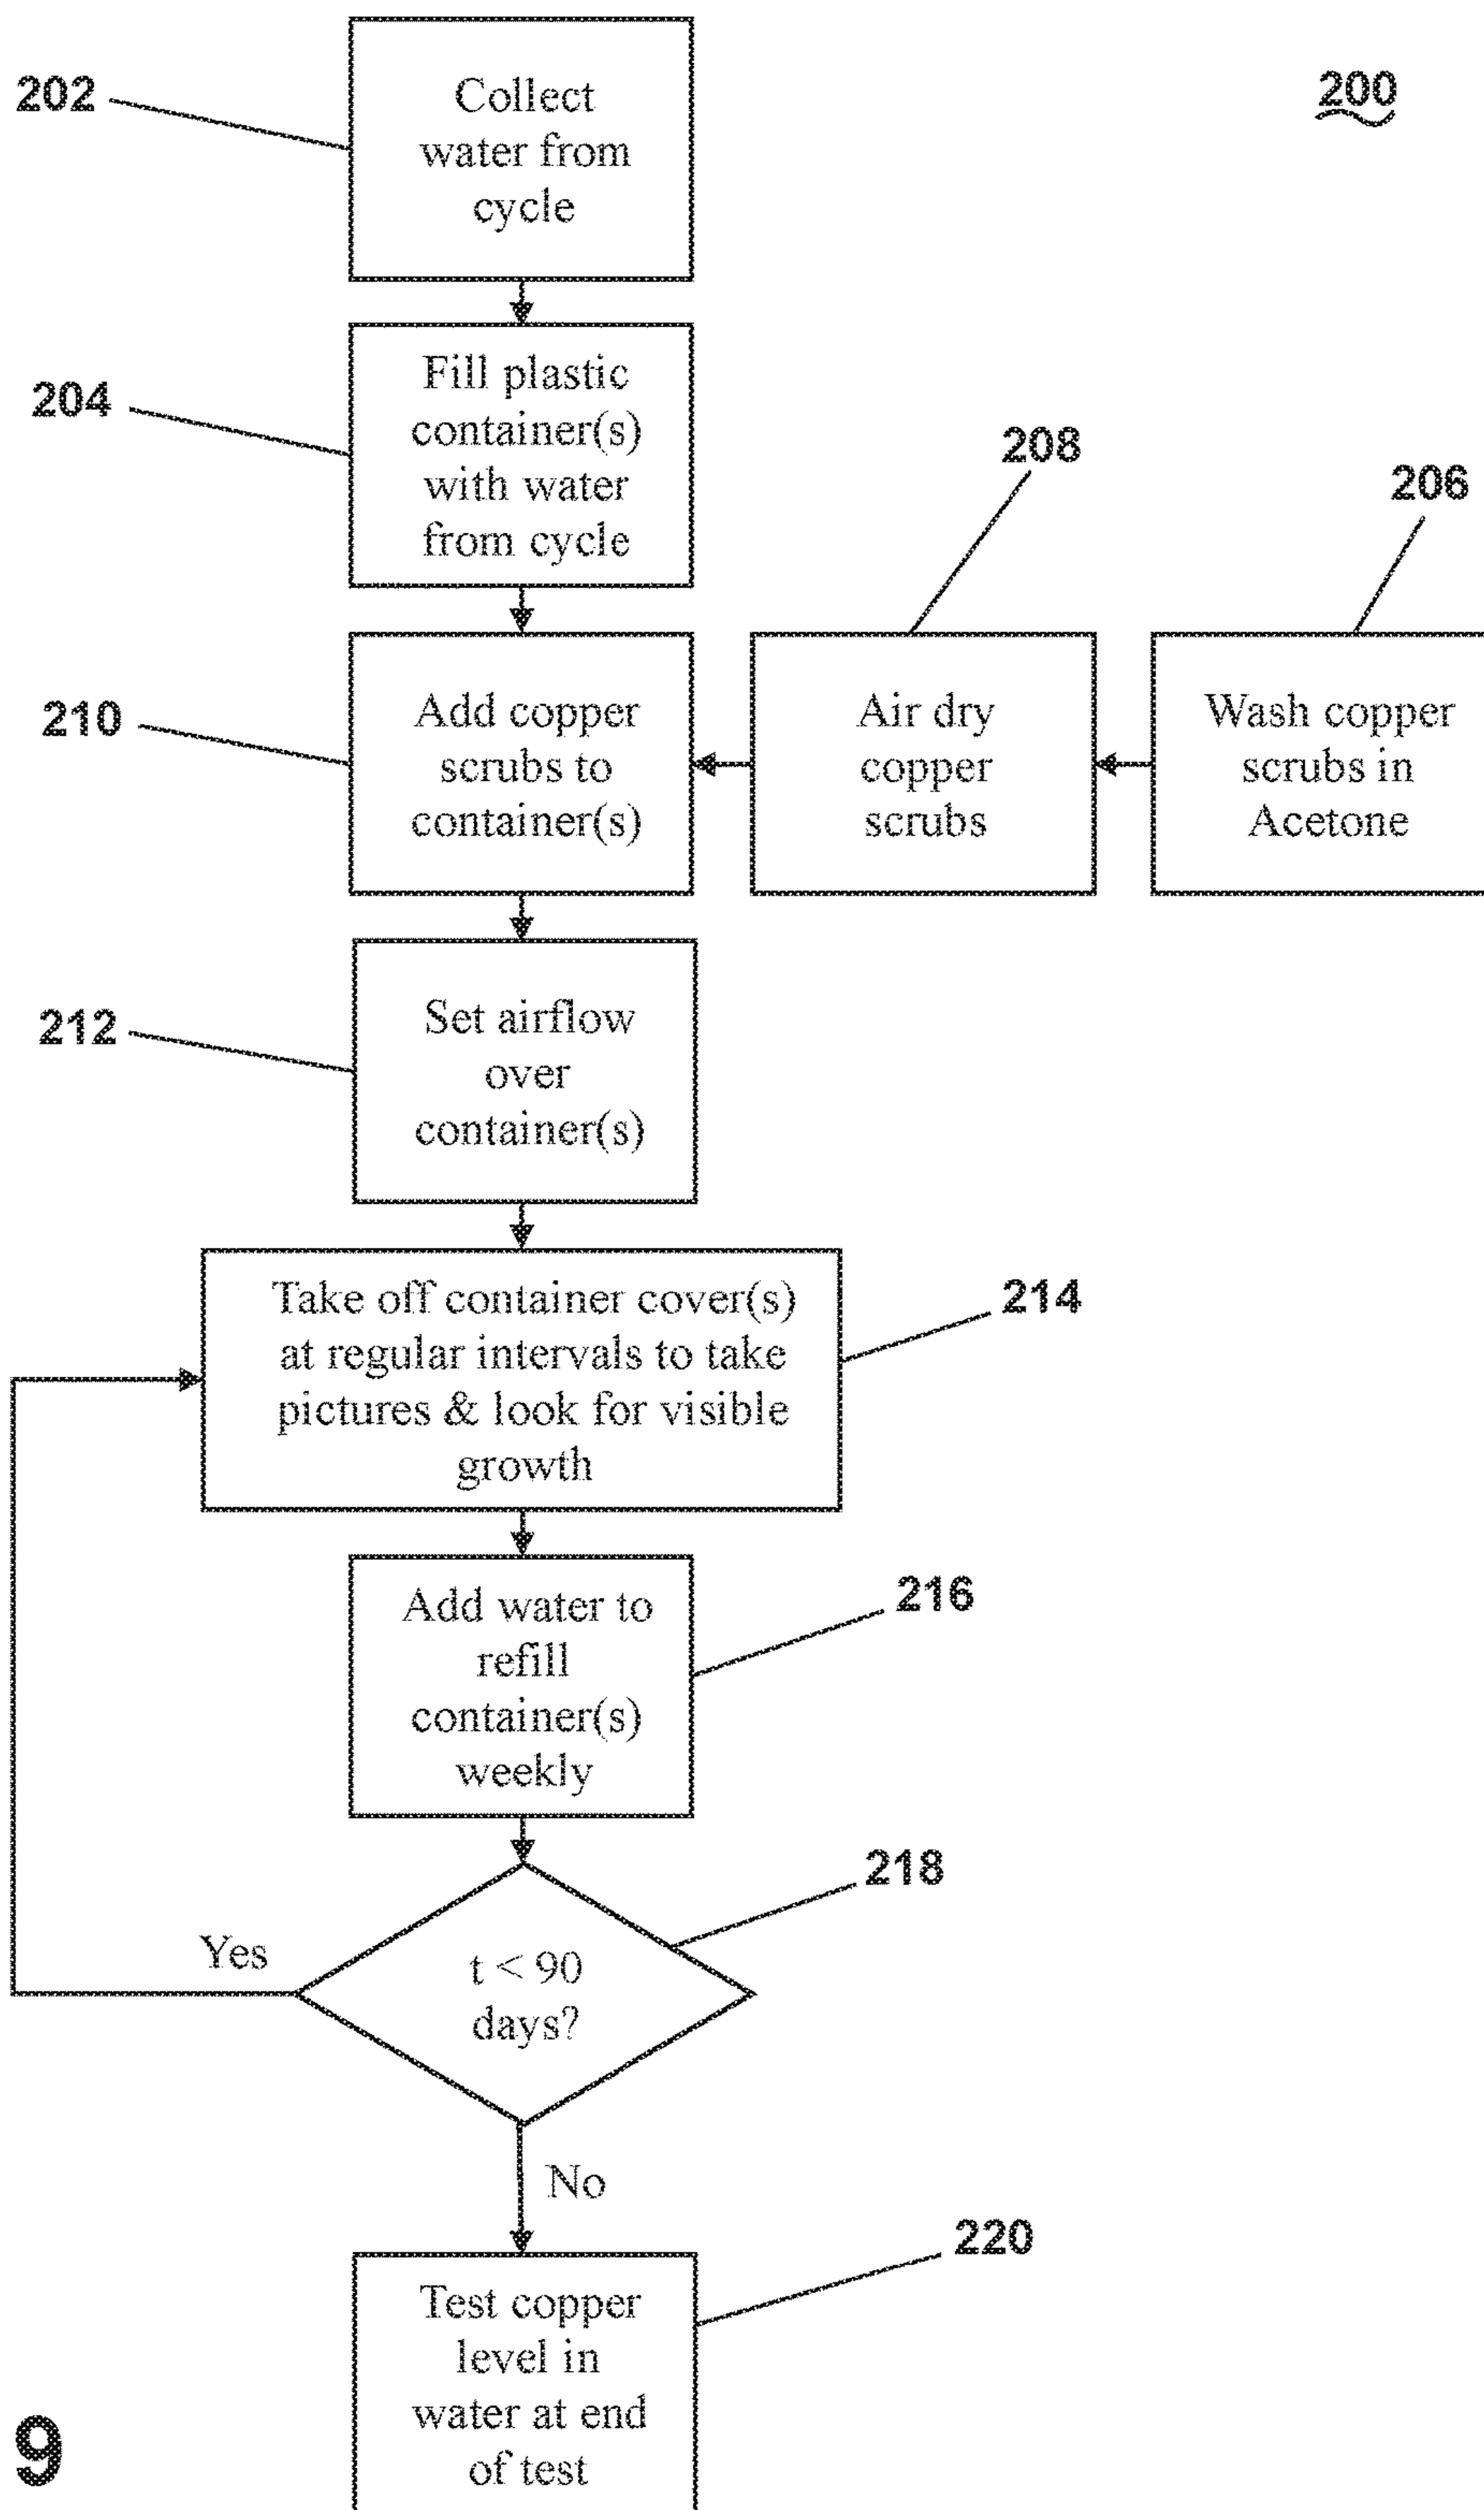 200
202
Collect
water from
cycle
204
Fill plastic
container(s)
with water
from cycle
208
206
210
Add copper
scrubs to
container(s)
Air dry
copper
scrubs
Wash copper
scrubs in
Acetone
212
Set airflow
over
container(s)
214
Take off container cover(s)
at regular intervals to take
pictures & look for visible
growth
216
Add water to
refill
container(s)
weekly
218
Yes
t < 90
days?
No
220
Test copper
level in
water at end
of test
9